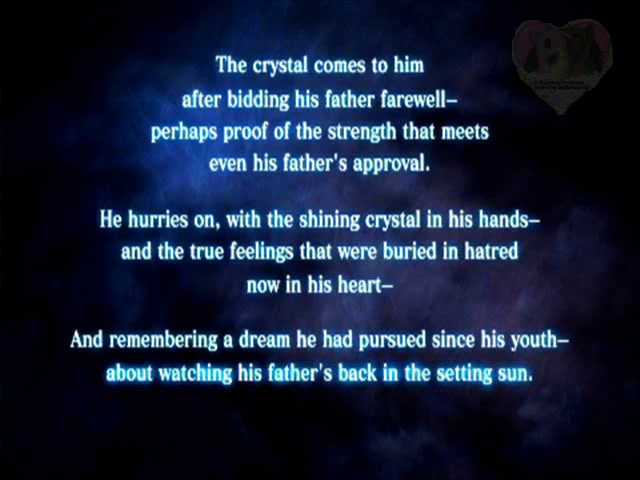 The crystal comes to him
after bidding his father farewell–
perhaps proof of the strength that meets
even his father's approval.
He hurries on, with the shining crystal in his hands–
and the true feelings that were buried in hatred
now in his heart–
And remembering a dream he had pursued since his youth–
about watching his father's back in the setting sun.